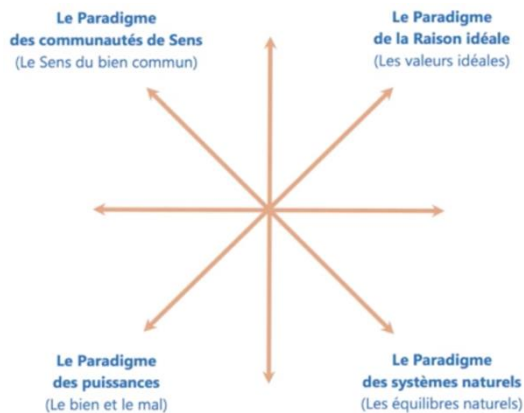 Le Paradigme
des communautés de Sens
(Le Sens du bien commun)
Le Paradigme
de la Raison idéale
(Les valeurs idéales)
Le Paradigme
des puissances
(Le bien et le mal)
Le Paradigme
des systèmes naturels
(Les équilibres naturels)